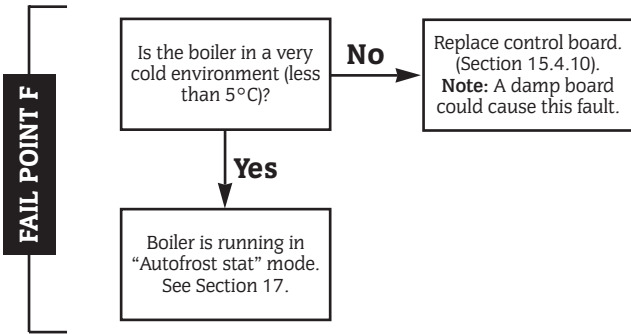 FAIL POINT F
Is the boiler in a very
cold environment (less
than 5°C)?
No
Replace control board.
(Section 15.4.10).
Note: A damp board
could cause this fault.
Yes
Boiler is running in
“Autofrost stat” mode.
See Section 17.